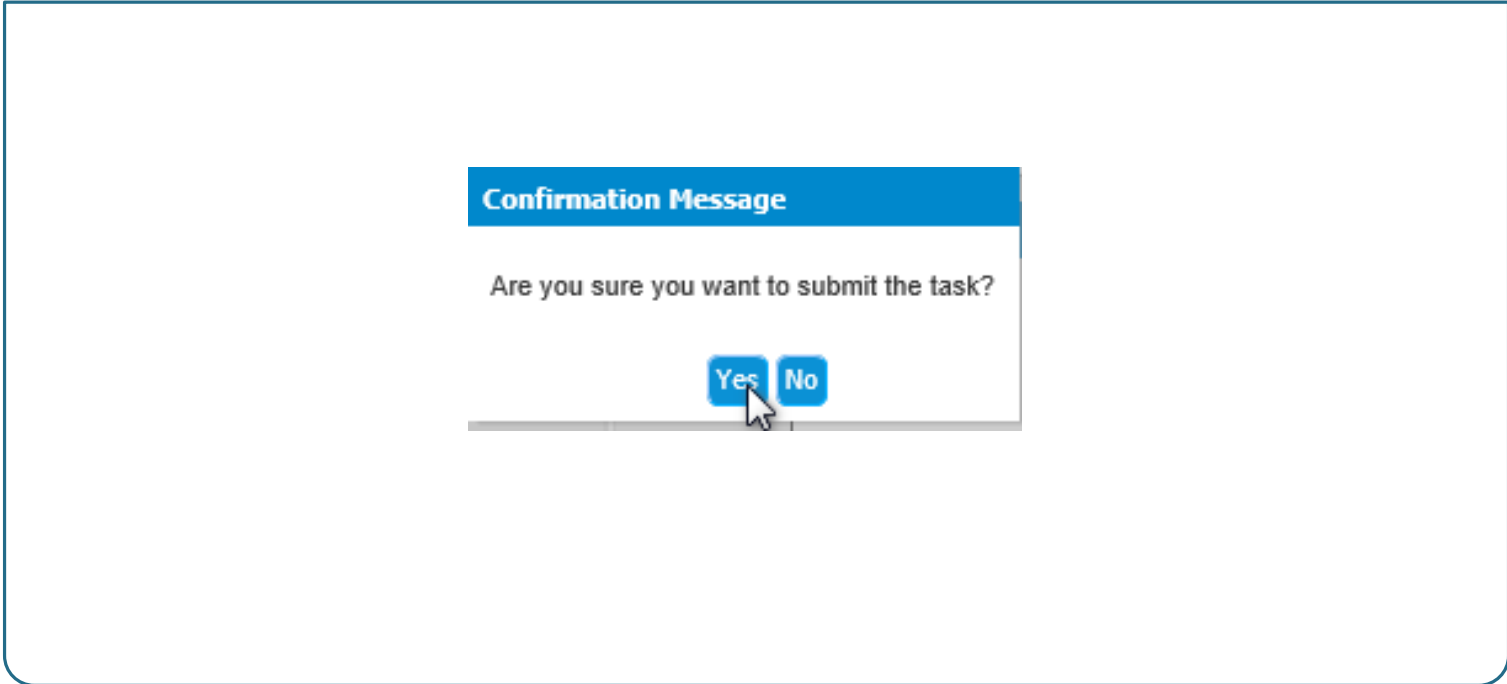 Confirmation Message
Are you sure you want to submit the task?
Yes No